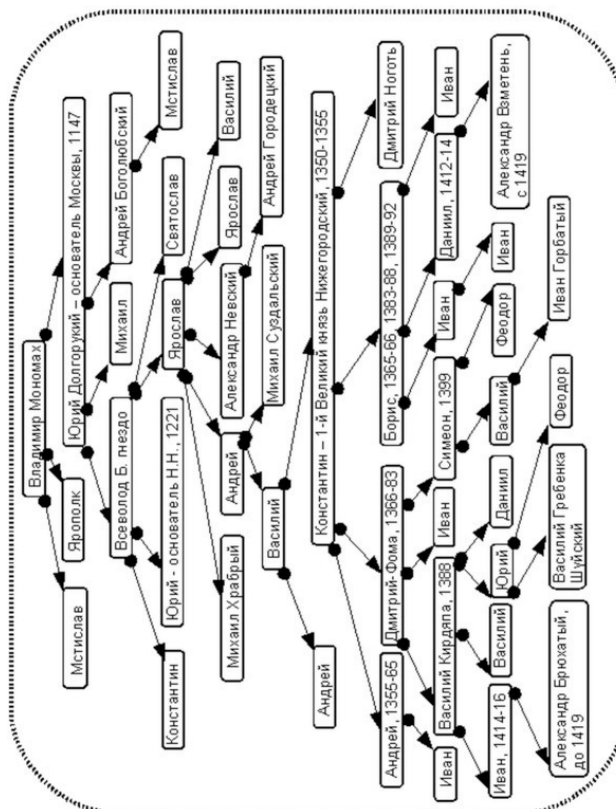 Владимир Мономах
Мстислав
Ярополк
Юрий Долгорукий – основатель Москвы, 1147
Всеволод Б. гнездо
Михаил
Андрей Боголюбский
Константин
Юрий - основатель Н.Н., 1221
Ярослав
Святослав
Мстислав
Михаил Храбрый
Андрей
Александр Невский
Ярослав
Василий
Василий
Михаил Суздальский
Андрей Городецкий
Андрей
Константин – 1-й Великий князь Нижегородский, 1350-1355
Андрей, 1355-65
Дмитрий-Фома, 1366-83
Борис, 1365-66, 1383-88, 1389-92
Дмитрий Ноготь
Иван
Василий Кирдяпа, 1388
Иван
Симеон, 1399
Иван
Даниил, 1412-14
Иван
Иван, 1414-16
Василий
Юрий
Даниил
Василий
Феодор
Иван
Александр Взметень,
с 1419
Александр Брюхатый,
до 1419
Василий Гребенка
Шуйский
Феодор
Иван Горбатый